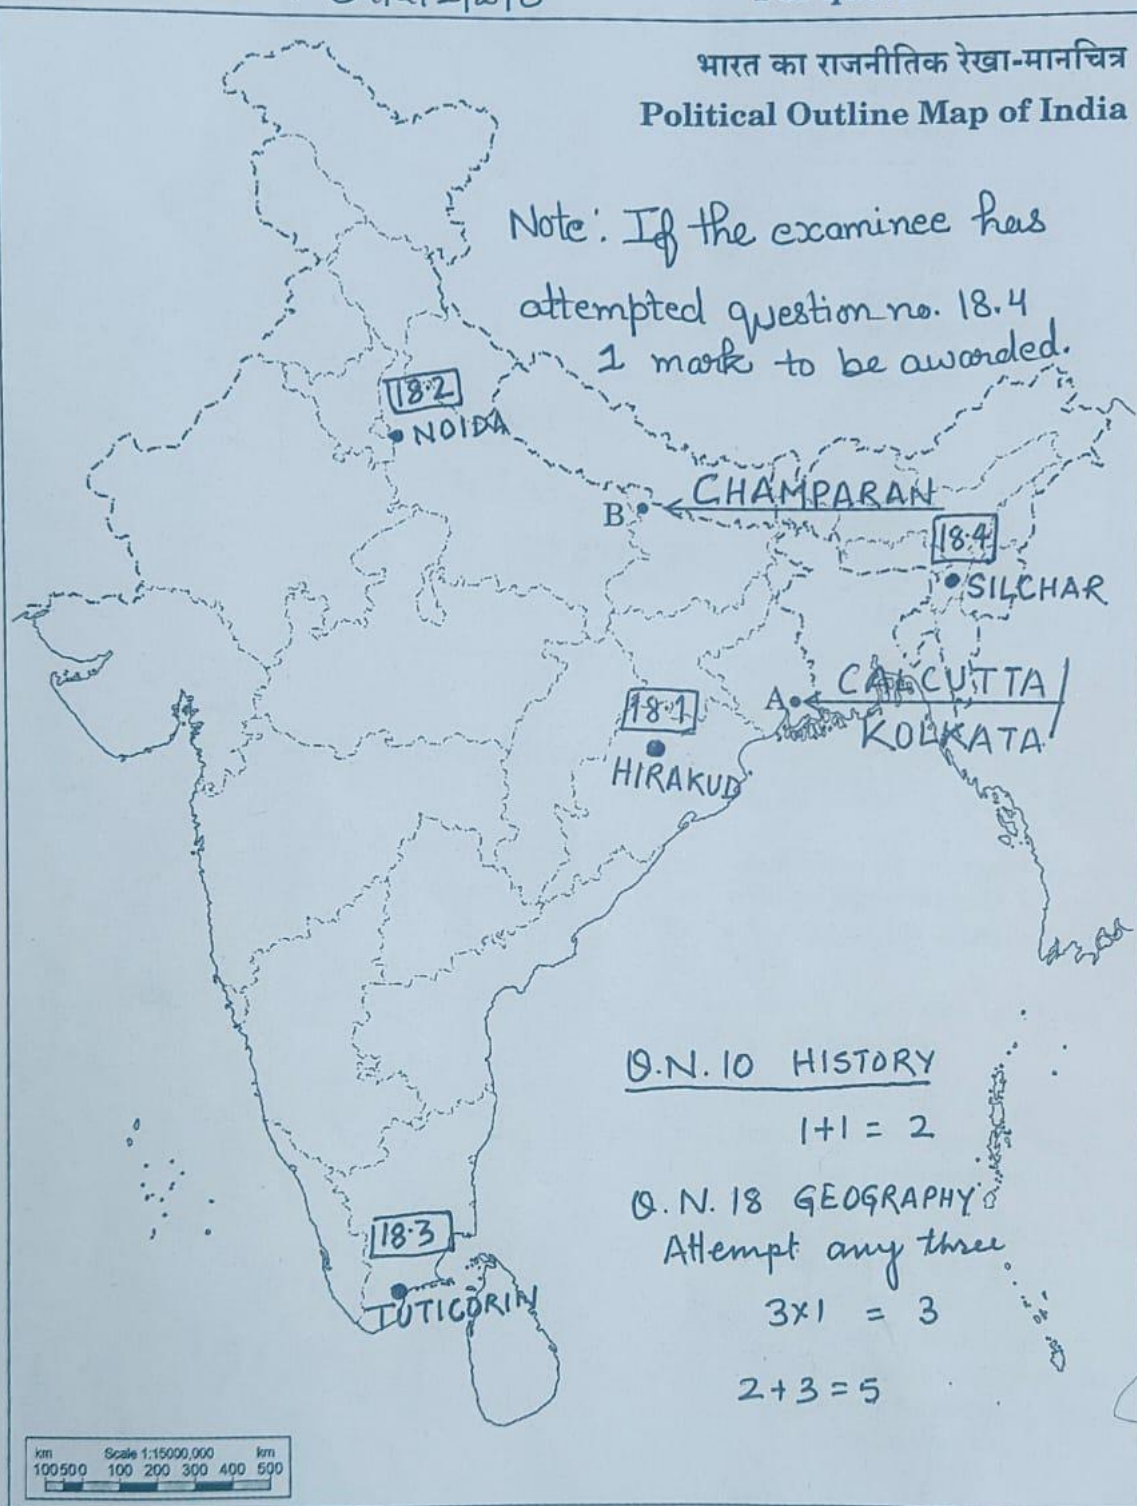 भारत का राजनीतिक रेखा-मानचित्र
Political Outline Map of India
Note: If the examinee has
attempted question no. 18.4
1 mark to be awarded.
18.2
NOIDA
CHAMPARAN
B
18.4
SILCHAR
CALCUTTA/
A
KOLKATA
18.1
HIRAKUD
Q.N. 10 HISTORY
1+1 = 2
Q.N. 18 GEOGRAPHY
Attempt any three
18.3
TUTICORIN
3×1 = 3
2+3=5
km Scale 1:15000,000 km
100 50 0 100 200 300 400 500